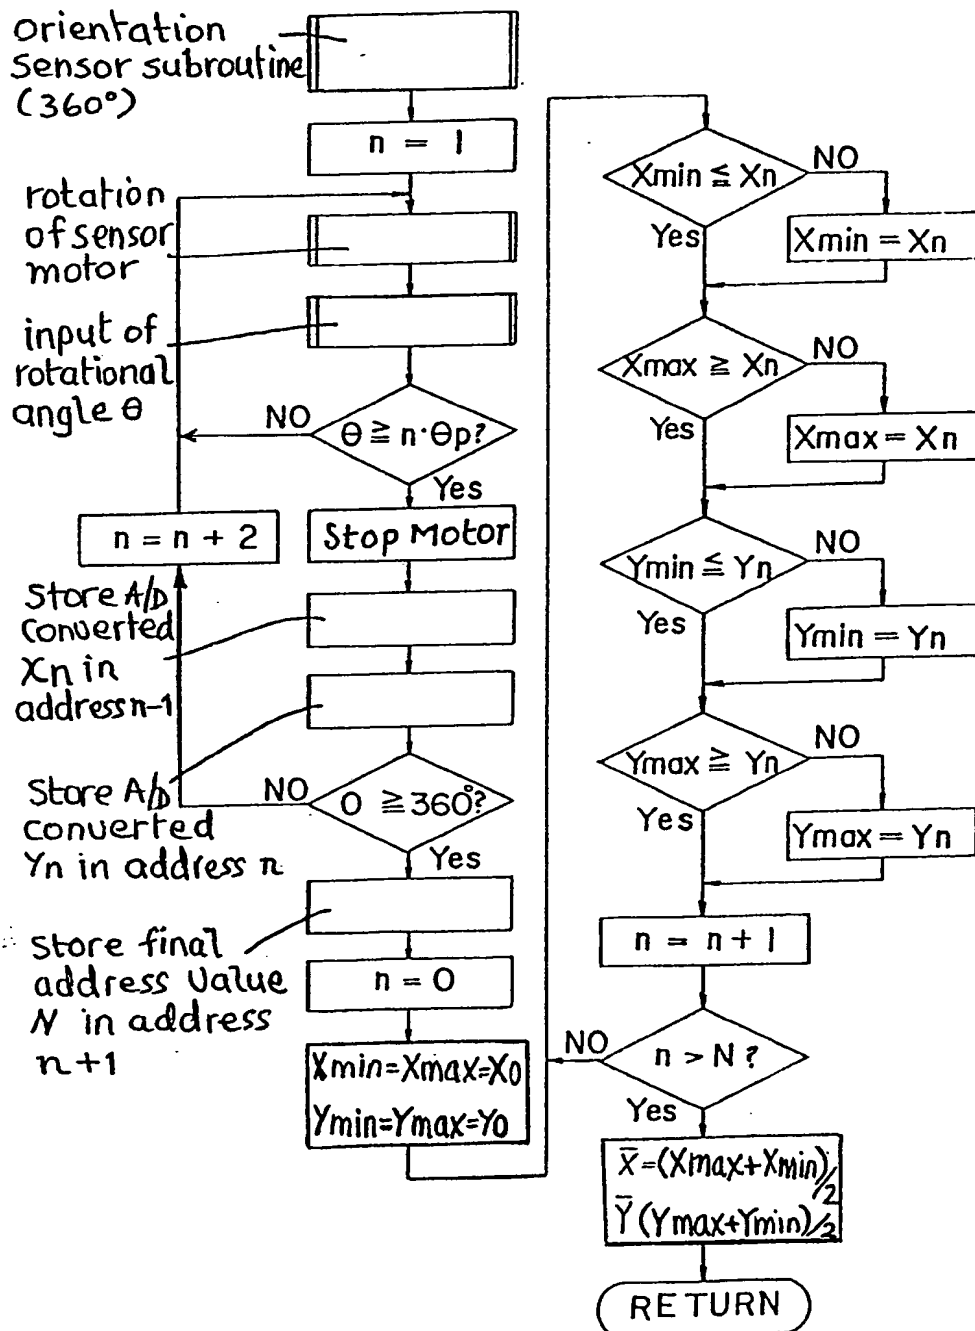 orientation
sensor subroutine
(360°)
n = 1
rotation
of sensor
motor
input of
rotational
angle θ
θ ≧ n·θp?
NO
Yes
n = n + 2
Stop Motor
Store A/D
converted
Xn in
address n-1
Store A/D
converted
Yn in address n
O ≧ 360°?
NO
Yes
Store final
address value
N in address
n+1
n = O
Xmin=Xmax=X0
Ymin=Ymax=Y0
Xmin ≦ Xn
NO
Yes
Xmin = Xn
Xmax ≧ Xn
NO
Yes
Xmax = Xn
Ymin ≦ Yn
NO
Yes
Ymin = Yn
Ymax ≧ Yn
NO
Yes
Ymax = Yn
n = n + 1
n > N ?
NO
Yes
X̄=(Xmax+Xmin)/2
Ȳ(Ymax+Ymin)/2
RETURN